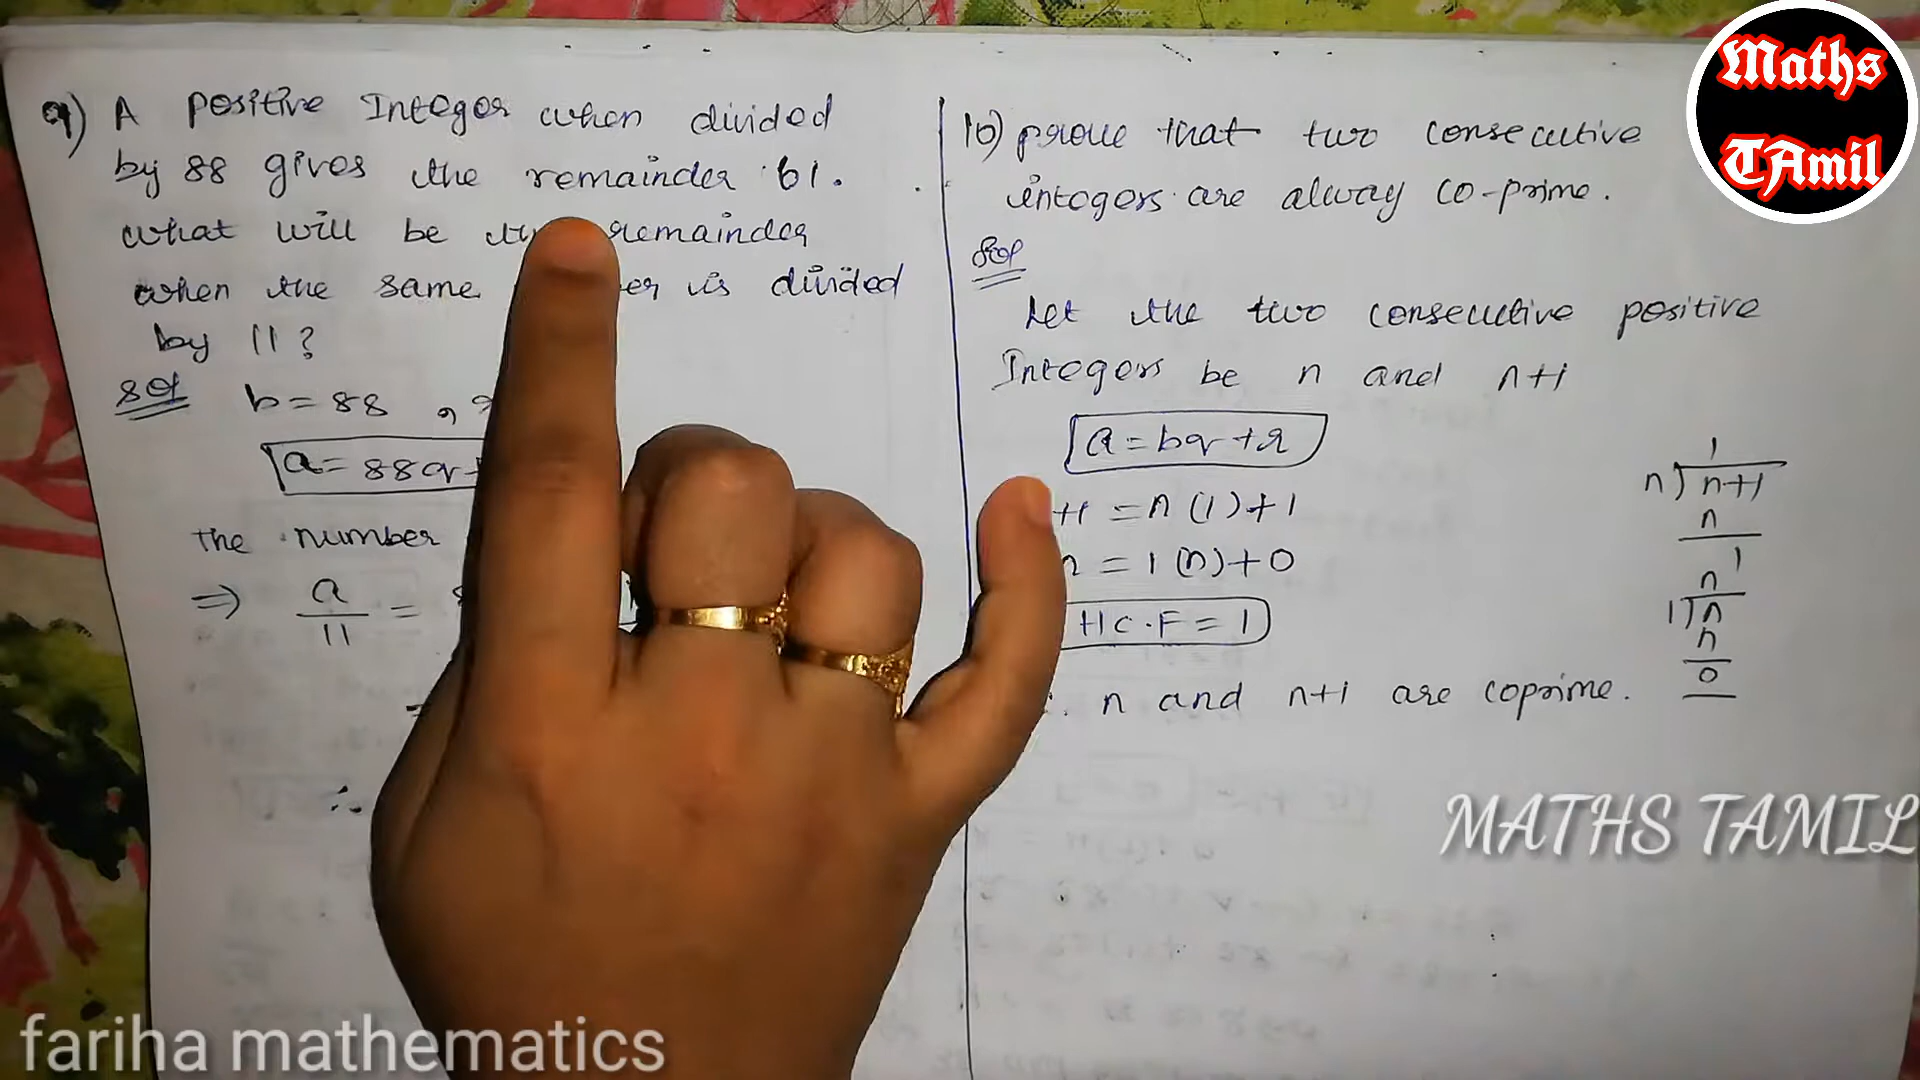 9) A positive Integer when divided
by 88 gives the remainder 61.
what will be remainder
when the same is divided
by 11?
Sol b = 88 ,
a = 88q+
The number
⇒ a/11 =
∴
10) prove that two consecutive
integers are alway co-prime.
Sol
Let the two consecutive positive
Integers be n and n+1
a = bq + r
+1 = n (1) + 1
n = 1 (n) + 0
H C . F = 1
n and n+1 are coprime.
1
n) n+1
n
n
1) n
n
0
Maths
TAmil
MATHS TAMIL
fariha mathematics